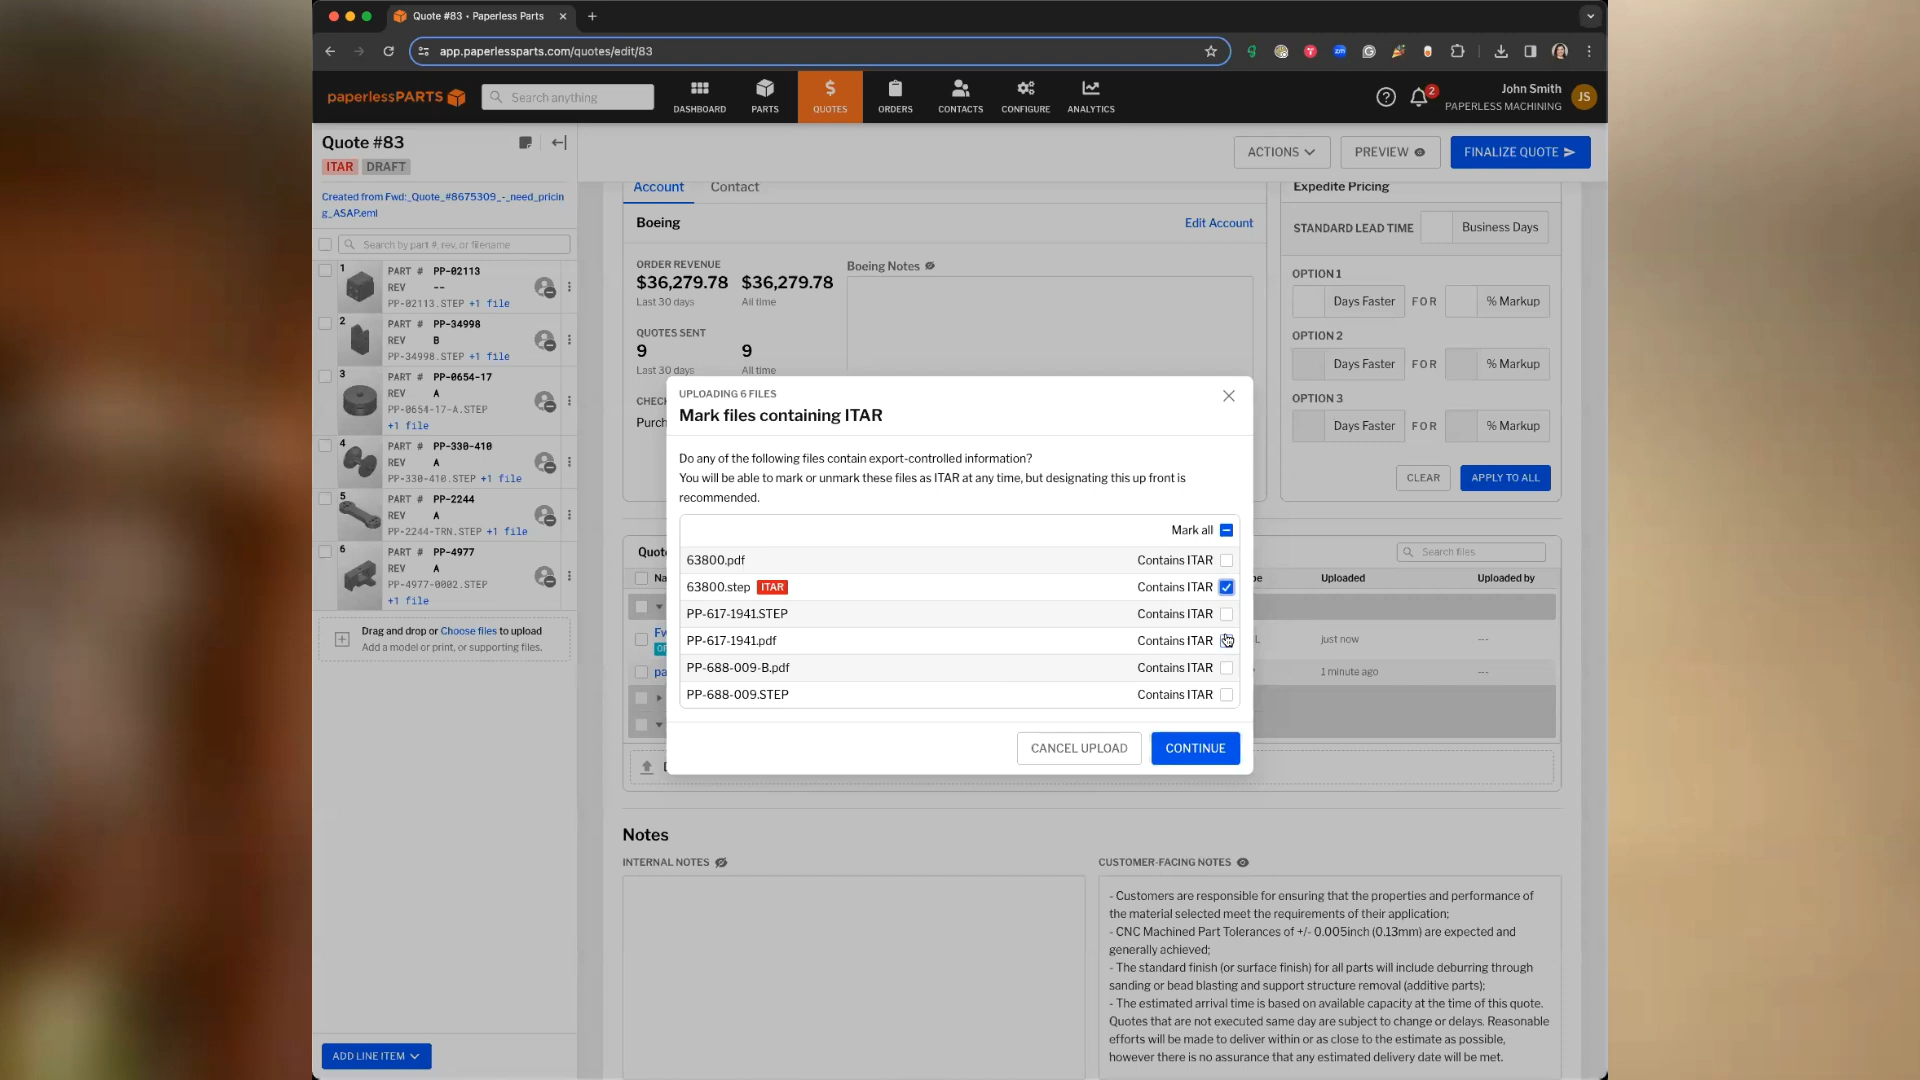 Quote #83 • Paperless Parts
app.paperlessparts.com/quotes/edit/83
paperlessPARTS
Search anything
DASHBOARD
PARTS
QUOTES
ORDERS
CONTACTS
CONFIGURE
ANALYTICS
2
John Smith
PAPERLESS MACHINING
JS
Quote #83
ITAR DRAFT
Created from Fwd:_Quote_#8675309_-_need_pricin
g_ASAP.eml
Search by part #, rev, or filename
1 PART # PP-02113
REV --
PP-02113.STEP +1 file
2 PART # PP-34998
REV B
PP-34998.STEP +1 file
3 PART # PP-0654-17
REV A
PP-0654-17-A.STEP
+1 file
4 PART # PP-330-410
REV A
PP-330-410.STEP +1 file
5 PART # PP-2244
REV A
PP-2244-TRN.STEP +1 file
6 PART # PP-4977
REV A
PP-4977-0002.STEP
+1 file
Drag and drop or Choose files to upload
Add a model or print, or supporting files.
ADD LINE ITEM
ACTIONS
PREVIEW
FINALIZE QUOTE
Account Contact
Boeing
Edit Account
ORDER REVENUE
$36,279.78 $36,279.78
Last 30 days All time
QUOTES SENT
9 9
Last 30 days All time
CHEC
Purch
Boeing Notes
Expedite Pricing
STANDARD LEAD TIME Business Days
OPTION 1
Days Faster FOR % Markup
OPTION 2
Days Faster FOR % Markup
OPTION 3
Days Faster FOR % Markup
CLEAR
APPLY TO ALL
UPLOADING 6 FILES
Mark files containing ITAR
Do any of the following files contain export-controlled information?
You will be able to mark or unmark these files as ITAR at any time, but designating this up front is
recommended.
Mark all
63800.pdf Contains ITAR
63800.step ITAR Contains ITAR
PP-617-1941.STEP Contains ITAR
PP-617-1941.pdf Contains ITAR
PP-688-009-B.pdf Contains ITAR
PP-688-009.STEP Contains ITAR
CANCEL UPLOAD
CONTINUE
Quot
Search files
Na
pe Uploaded Uploaded by
Fw
L just now ---
pa
1 minute ago ---
Notes
INTERNAL NOTES
CUSTOMER-FACING NOTES
- Customers are responsible for ensuring that the properties and performance of
the material selected meet the requirements of their application;
- CNC Machined Part Tolerances of +/- 0.005inch (0.13mm) are expected and
generally achieved;
- The standard finish (or surface finish) for all parts will include deburring through
sanding or bead blasting and support structure removal (additive parts);
- The estimated arrival time is based on available capacity at the time of this quote.
Quotes that are not executed same day are subject to change or delays. Reasonable
efforts will be made to deliver within or as close to the estimate as possible,
however there is no assurance that any estimated delivery date will be met.